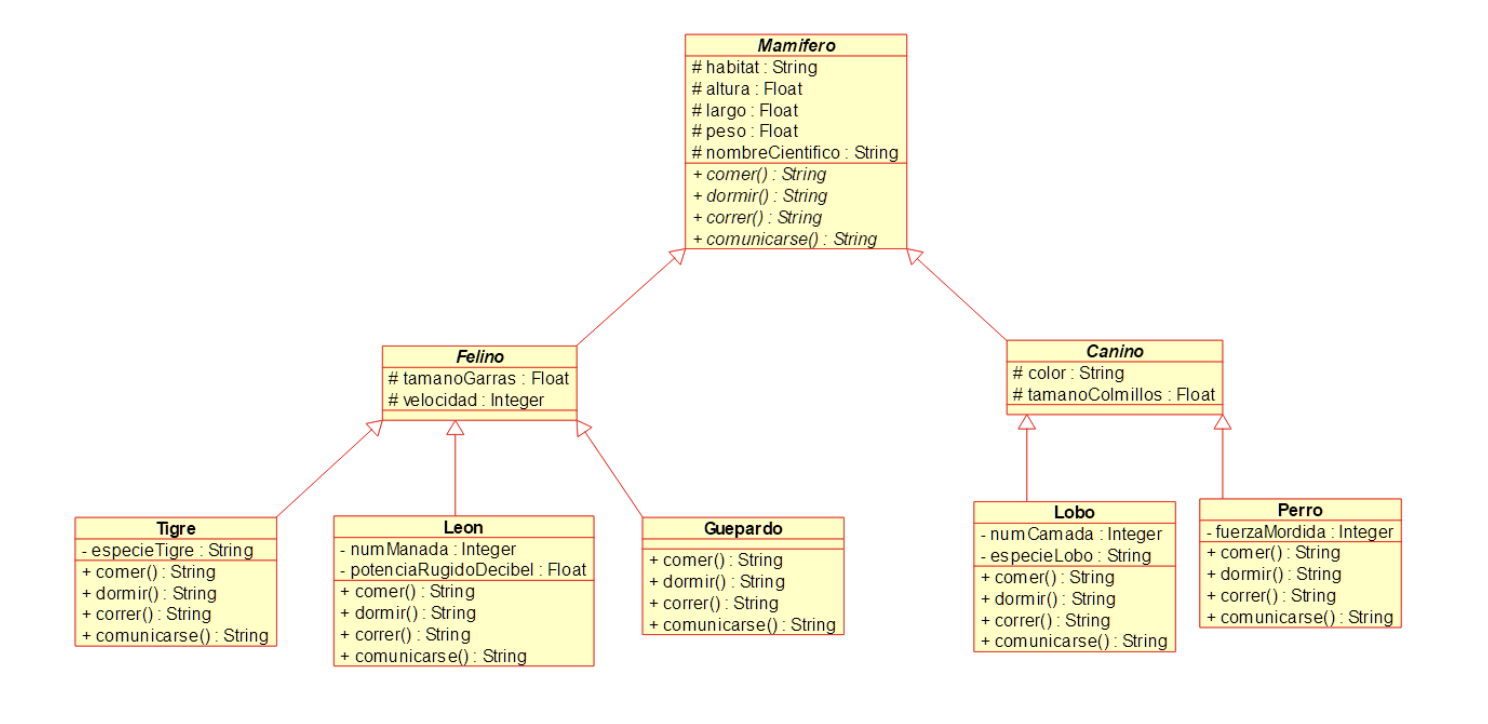 Mamifero
# habitat : String
# altura : Float
# largo : Float
# peso : Float
# nombreCientifico : String
+ comer() : String
+ dormir() : String
+ correr() : String
+ comunicarse() : String
Felino
# tamanoGarras : Float
# velocidad : Integer
Canino
# color : String
# tamanoColmillos : Float
Tigre
- especieTigre : String
+ comer() : String
+ dormir() : String
+ correr() : String
+ comunicarse() : String
Leon
- numManada : Integer
- potenciaRugidoDecibel : Float
+ comer() : String
+ dormir() : String
+ correr() : String
+ comunicarse() : String
Guepardo
+ comer() : String
+ dormir() : String
+ correr() : String
+ comunicarse() : String
Lobo
- numCamada : Integer
- especieLobo : String
+ comer() : String
+ dormir() : String
+ correr() : String
+ comunicarse() : String
Perro
- fuerzaMordida : Integer
+ comer() : String
+ dormir() : String
+ correr() : String
+ comunicarse() : String